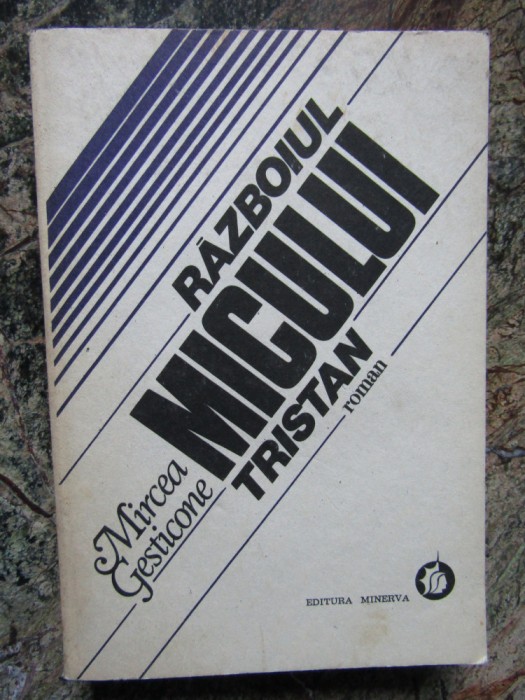 Mircea
Gesticone
RĂZBOIUL
MICULUI
TRISTAN
roman
EDITURA MINERVA